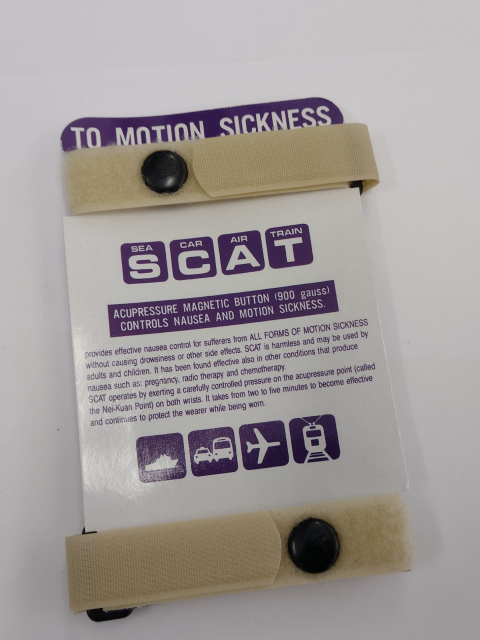 TO MOTION SICKNESS
SEA CAR AIR TRAIN
SCAT
ACUPRESSURE MAGNETIC BUTTON (900 gauss)
CONTROLS NAUSEA AND MOTION SICKNESS.
provides effective nausea control for sufferers from ALL FORMS OF MOTION SICKNESS
without causing drowsiness or other side effects. SCAT is harmless and may be used by
adults and children. It has been found effective also in other conditions that produce
nausea such as: pregnancy, radio therapy and chemotherapy.
SCAT operates by exerting a carefully controlled pressure on the acupressure point (called
the Nei-Kuan Point) on both wrists. It takes from two to five minutes to become effective
and continues to protect the wearer while being worn.